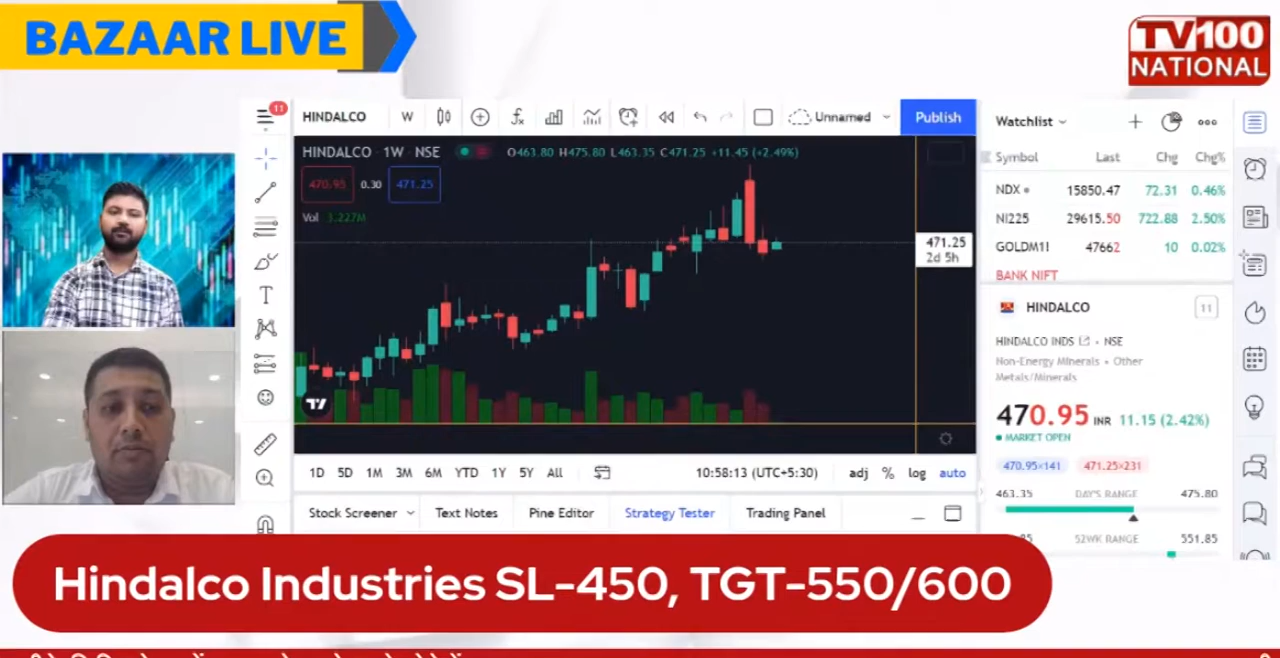 BAZAAR LIVE
TV100
NATIONAL
11
HINDALCO W Unnamed Publish
HINDALCO · 1W · NSE O463.80 H475.80 L463.35 C471.25 +11.45 (+2.49%)
470.95 0.30 471.25
Vol 3.227M
471.25
2d 5h
1D 5D 1M 3M 6M YTD 1Y 5Y All 10:58:13 (UTC+5:30) adj % log auto
Stock Screener Text Notes Pine Editor Strategy Tester Trading Panel
Watchlist
Symbol Last Chg Chg%
NDX 15850.47 72.31 0.46%
NI225 29615.50 722.88 2.50%
GOLDM1! 47662 10 0.02%
BANK NIFT
HINDALCO 11
HINDALCO INDS · NSE
Non-Energy Minerals • Other
Metals/Minerals
470.95 INR 11.15 (2.42%)
MARKET OPEN
470.95×141 471.25×231
463.35 DAY'S RANGE 475.80
52WK RANGE 551.85
Hindalco Industries SL-450, TGT-550/600